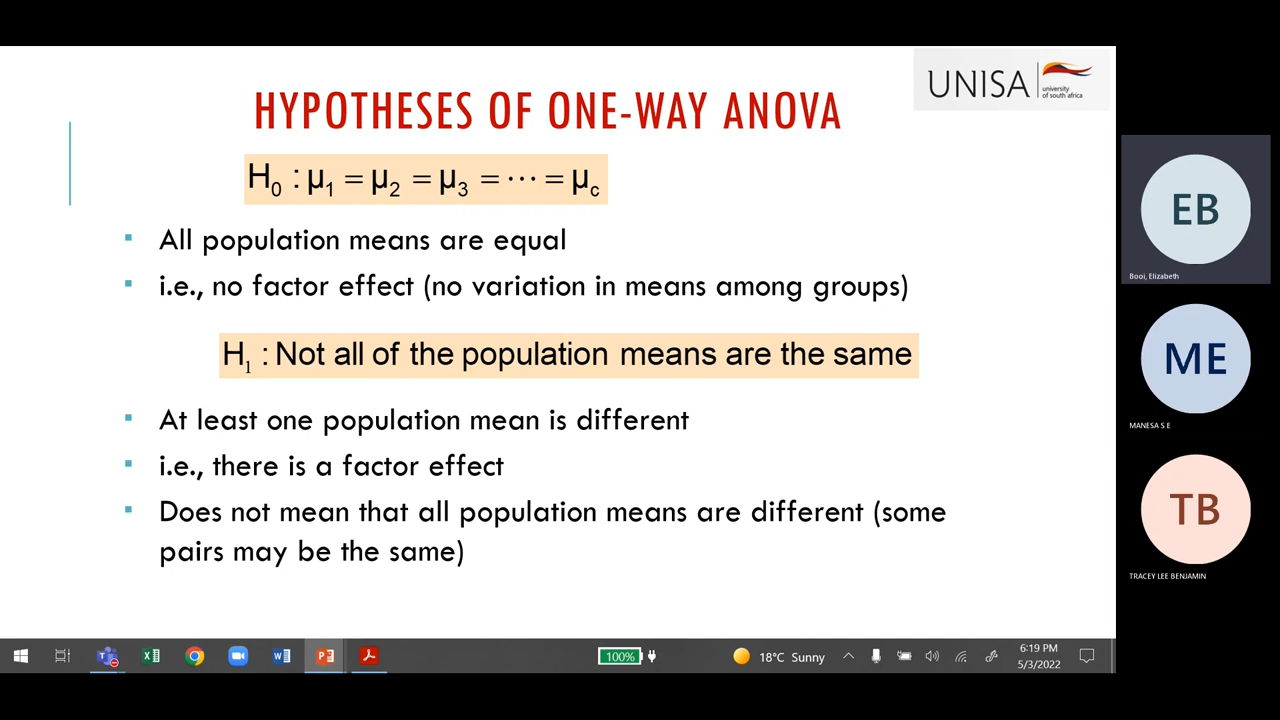 UNISA
university
of south africa
HYPOTHESES OF ONE-WAY ANOVA
H₀ : μ₁ = μ₂ = μ₃ = ⋯ = μc
▪ All population means are equal
▪ i.e., no factor effect (no variation in means among groups)
H₁ : Not all of the population means are the same
▪ At least one population mean is different
▪ i.e., there is a factor effect
▪ Does not mean that all population means are different (some
pairs may be the same)
EB
Booi, Elizabeth
ME
MANESA S E
TB
TRACEY LEE BENJAMIN
100%
18°C Sunny
6:19 PM
5/3/2022